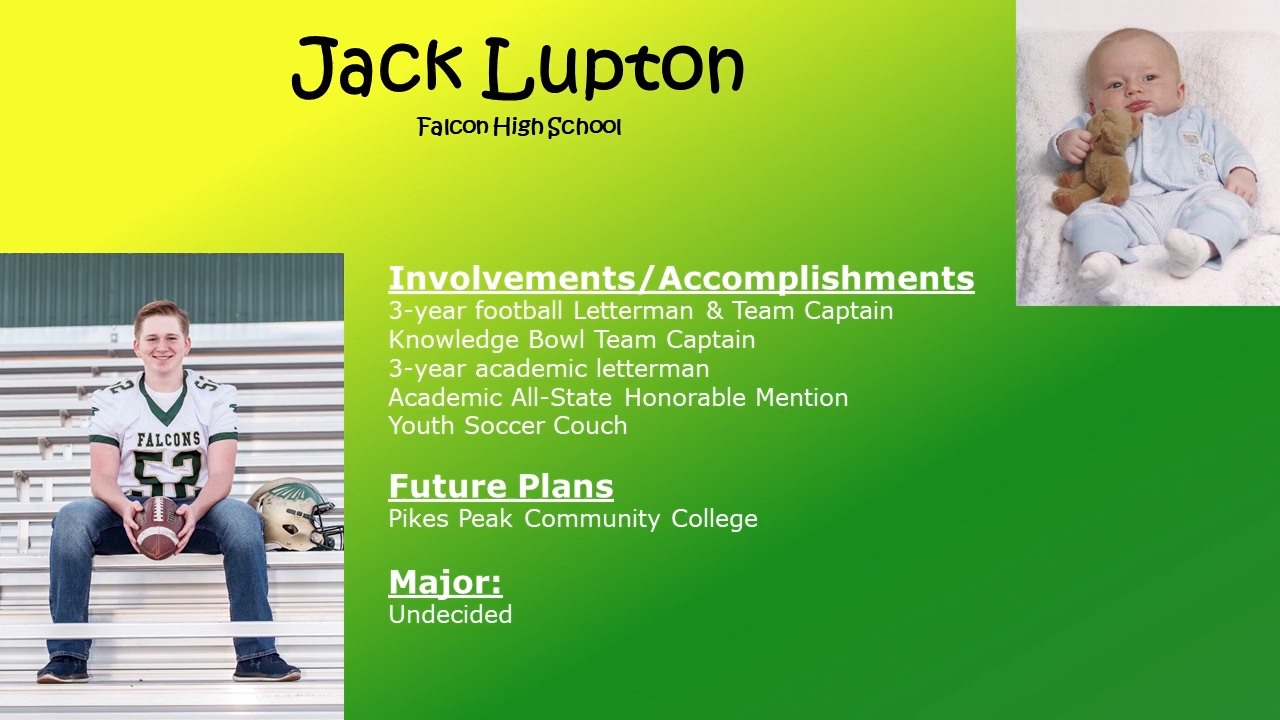 Jack Lupton
Falcon High School
Involvements/Accomplishments
3-year football Letterman & Team Captain
Knowledge Bowl Team Captain
3-year academic letterman
Academic All-State Honorable Mention
Youth Soccer Couch
Future Plans
Pikes Peak Community College
Major:
Undecided
52 52
FALCONS
52